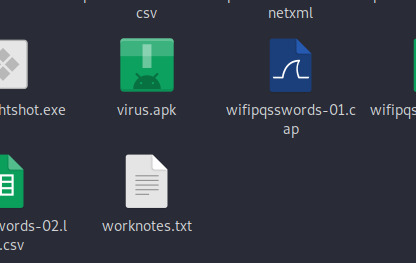 csv
netxml
htshot.exe
virus.apk
wifipqsswords-01.c
ap
wifipqs
words-02.l
.csv
worknotes.txt